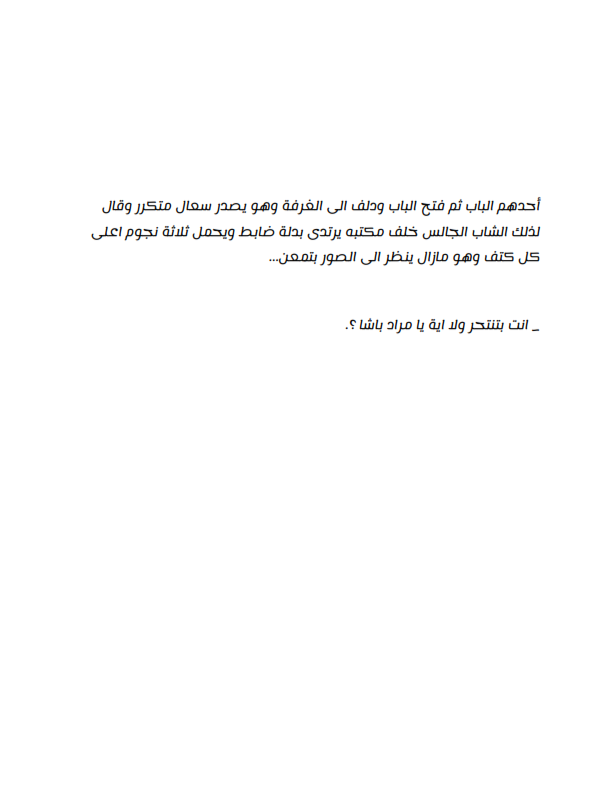 أحدهم الباب ثم فتح الباب ودلف الى الغرفة وهو يصدر سعال متكرر وقال
لذلك الشاب الجالس خلف مكتبه يرتدى بدلة ضابط ويحمل ثلاثة نجوم اعلى
كل كتف وهو مازال ينظر الى الصور بتمعن...
_ انت بتنتحر ولا اية يا مراد باشا ؟.